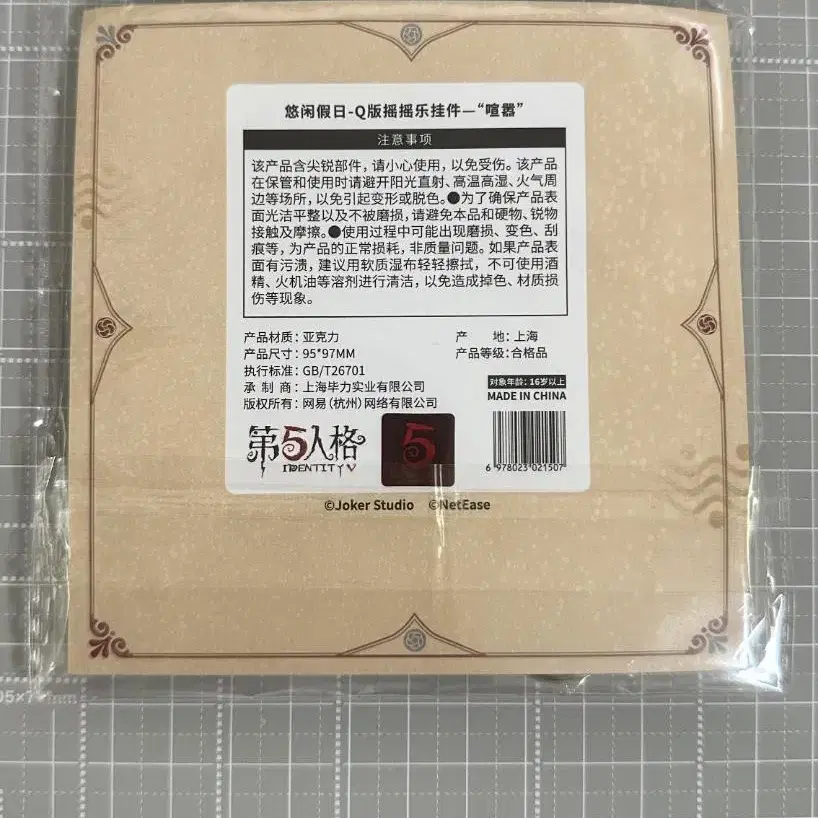 悠闲假日-Q版摇摇乐挂件—“喧嚣”
注意事项
该产品含尖锐部件，请小心使用，以免受伤。该产品
在保管和使用时请避开阳光直射、高温高湿、火气周
边等场所，以免引起变形或脱色。●为了确保产品表
面光洁平整以及不被磨损，请避免本品和硬物、锐物
接触及摩擦。●使用过程中可能出现磨损、变色、刮
痕等，为产品的正常损耗，非质量问题。如果产品表
面有污渍，建议用软质湿布轻轻擦拭，不可使用酒
精、火机油等溶剂进行清洁，以免造成掉色、材质损
伤等现象。
产品材质：亚克力
产 地：上海
产品尺寸：95*97MM
产品等级：合格品
执行标准：GB/T26701
承 制 商：上海毕力实业有限公司
对象年龄：16岁以上
MADE IN CHINA
版权所有：网易（杭州）网络有限公司
第5人格
IDENTITY V
5
6 978023 021507
©Joker Studio ©NetEase